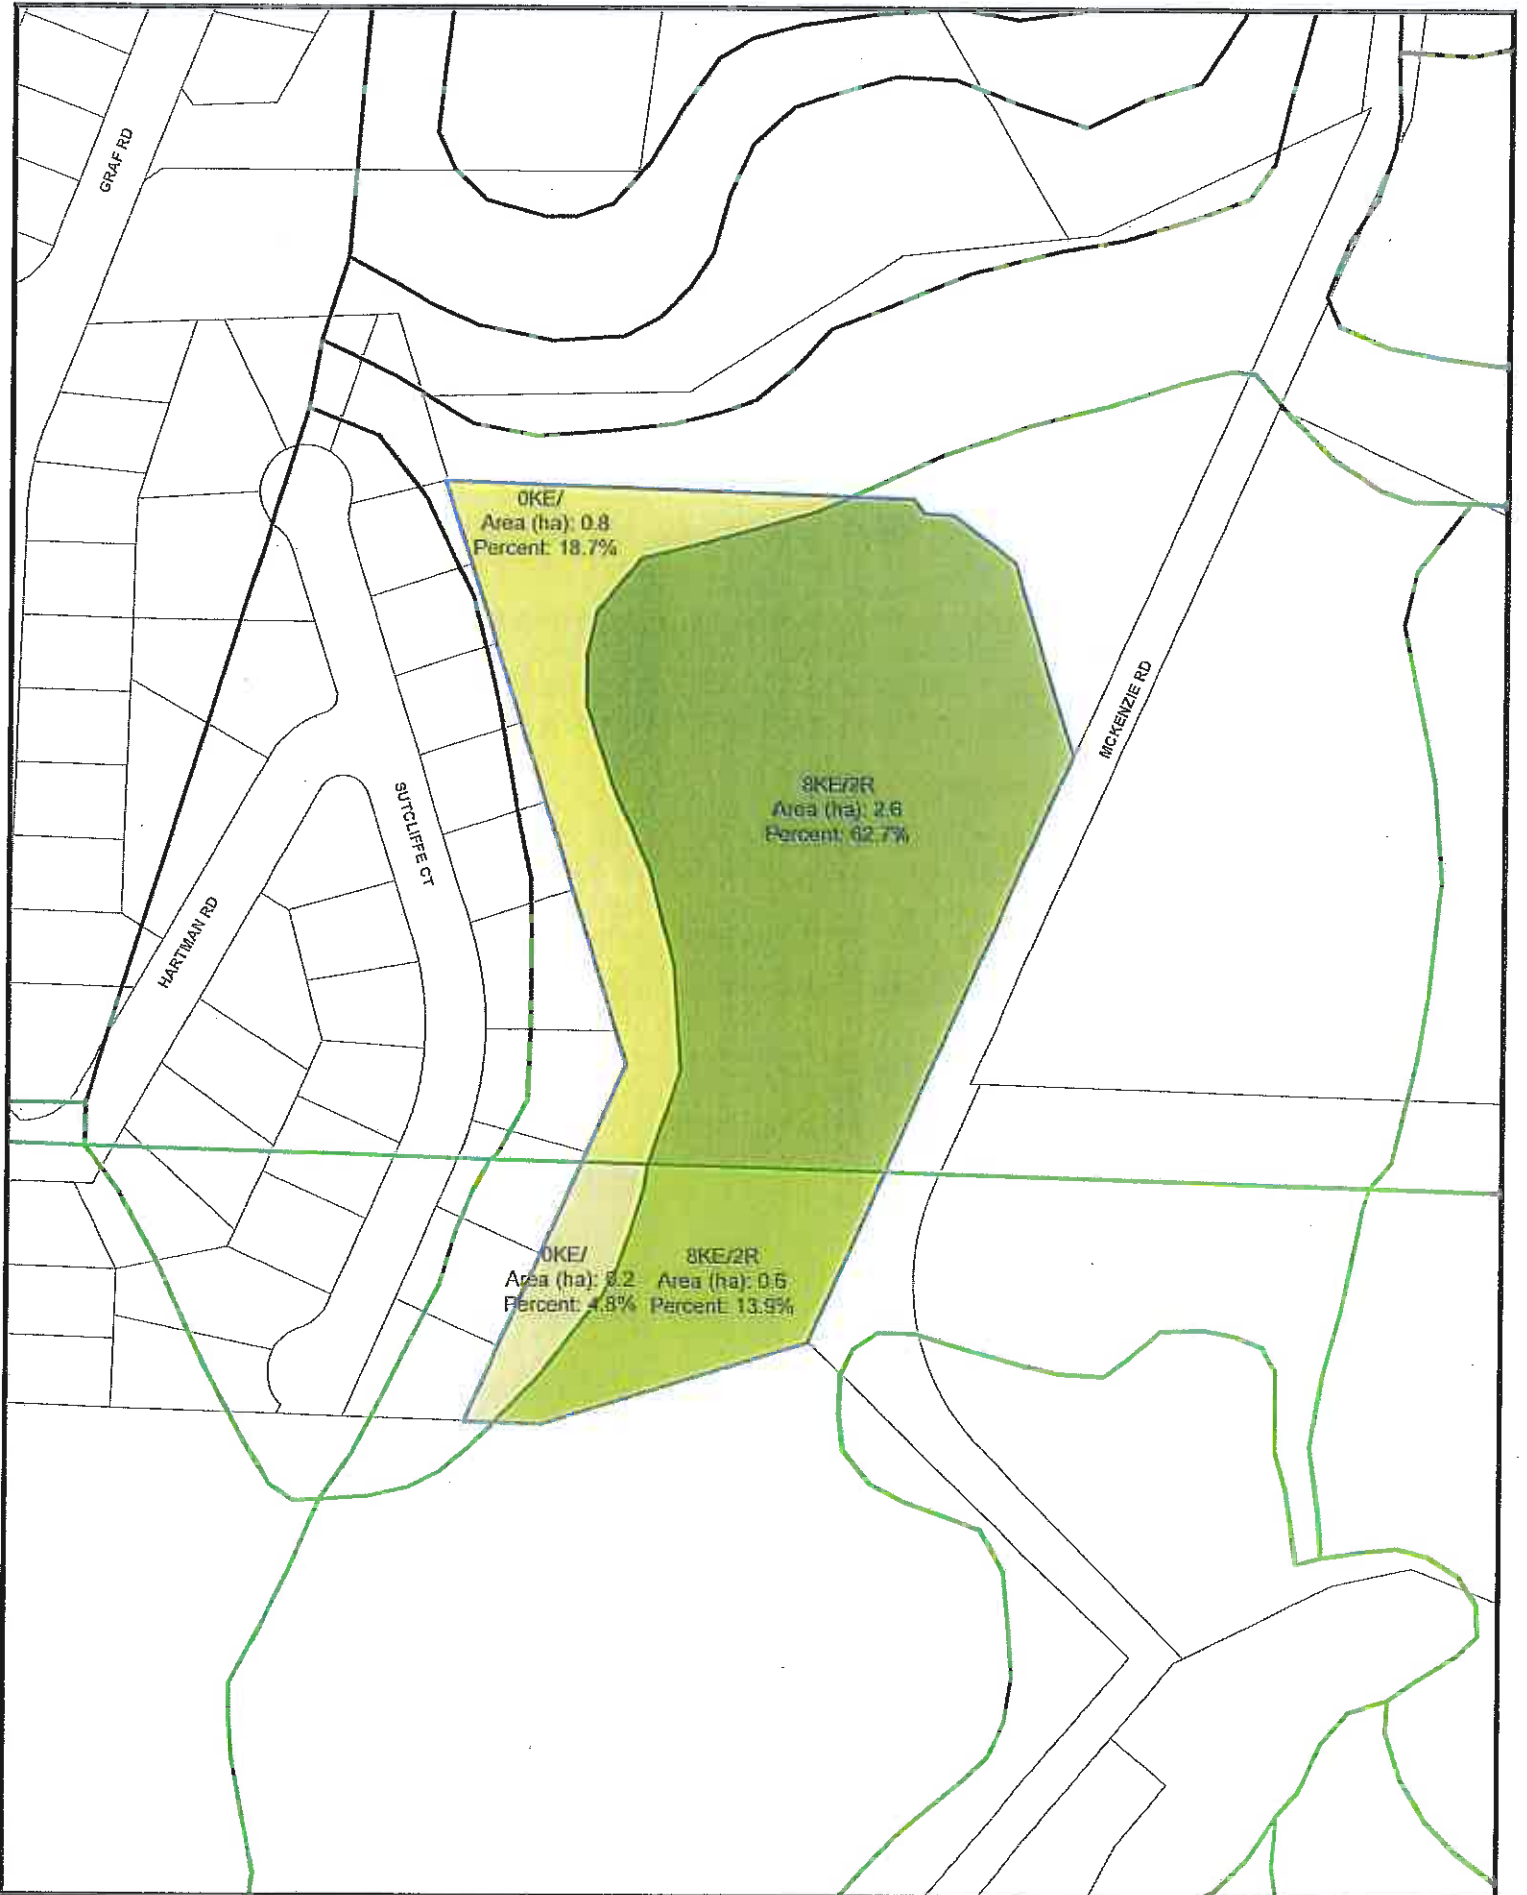 GRAF RD
0KE/
Area (ha): 0.8
Percent: 18.7%
MCKENZIE RD
8KE/2R
Area (ha): 2.6
Percent: 62.7%
SUTCLIFFE CT
HARTMAN RD
0KE/
Area (ha): 0.2
Percent: 4.8%
8KE/2R
Area (ha): 0.6
Percent: 13.9%